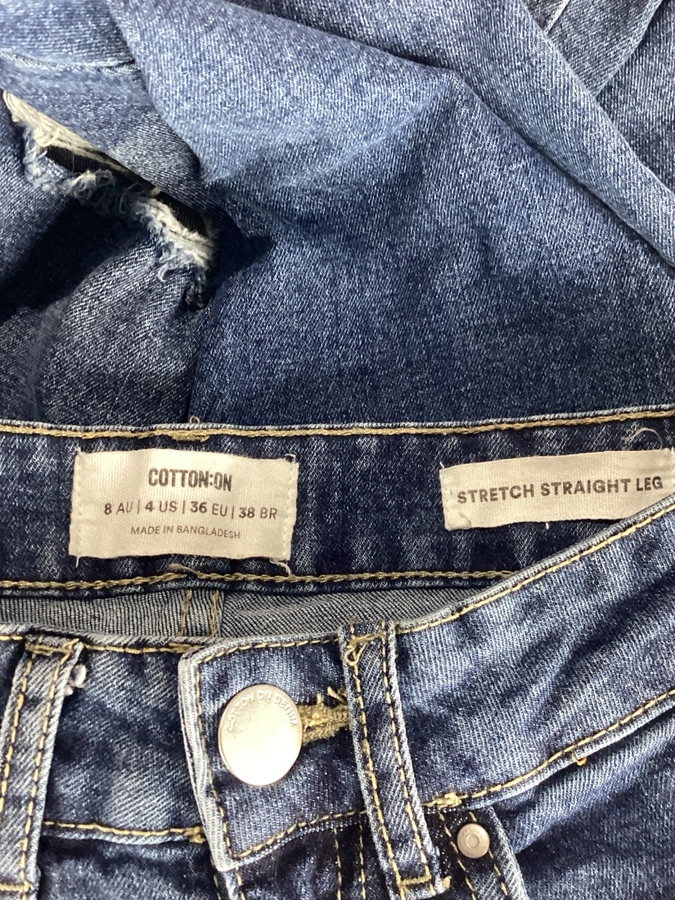 COTTON:ON
8 AU | 4 US | 36 EU | 38 BR
MADE IN BANGLADESH
STRETCH STRAIGHT LEG
COTTON ON DENIM